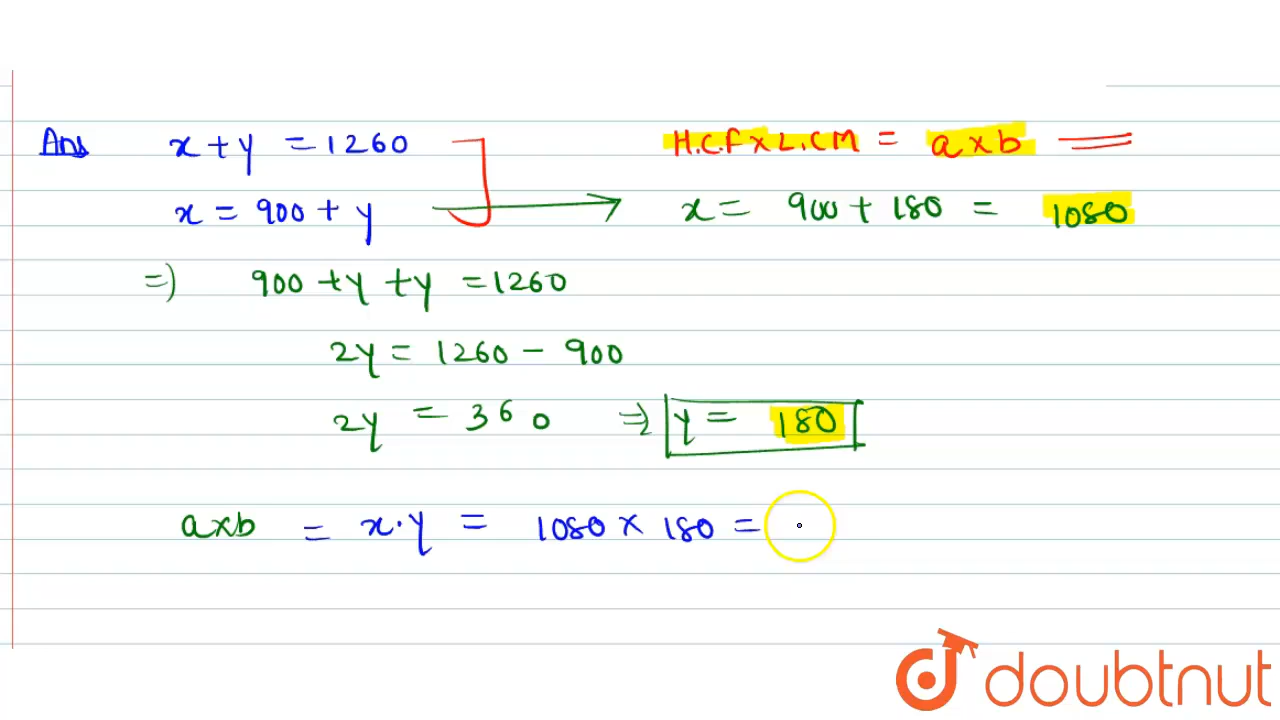 Ans x + y = 1260 H.C.F x L.C M = a x b
x = 900 + y x = 900 + 180 = 1080
=) 900 + y + y = 1260
2y = 1260 - 900
2y = 360 => y = 180
a x b = x . y = 1080 x 180 =
doubtnut